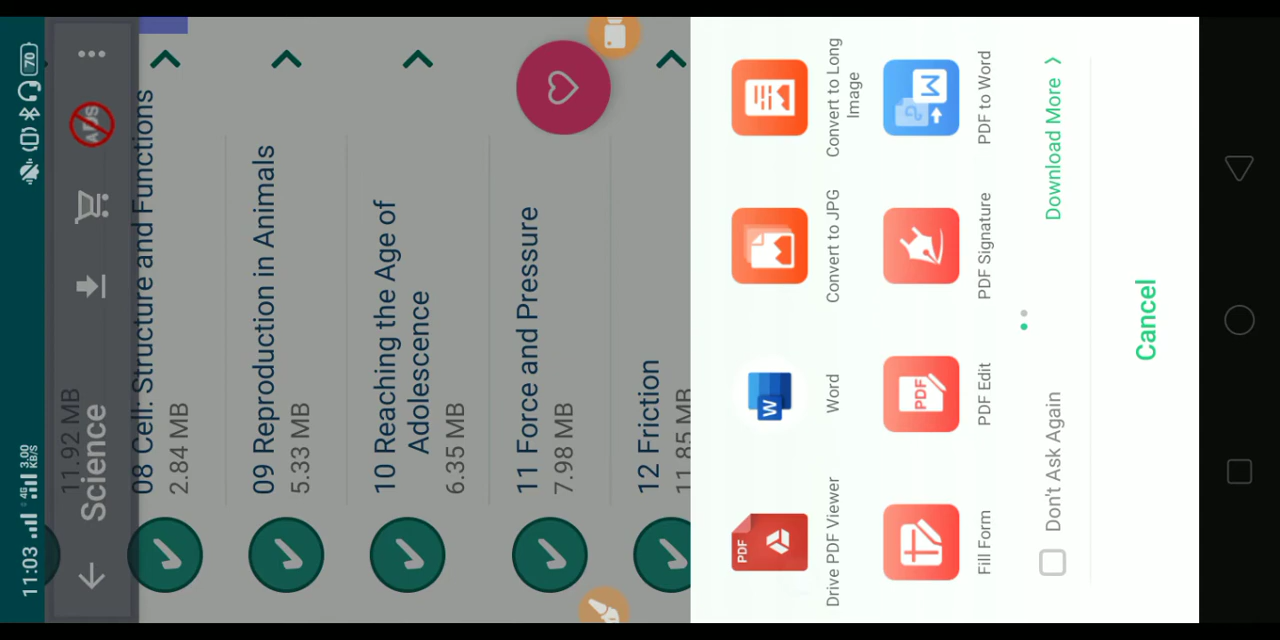 11:03
4G
3.00
KB/S
70
Science
ADS
11.92 MB
08 Cell: Structure and Functions
2.84 MB
09 Reproduction in Animals
5.33 MB
10 Reaching the Age of
Adolescence
6.35 MB
11 Force and Pressure
7.98 MB
12 Friction
11.85 MB
PDF
W
Drive PDF Viewer
Word
Convert to JPG
Convert to Long
Image
PDF
Fill Form
PDF Edit
PDF Signature
PDF to Word
Don't Ask Again
Download More
Cancel